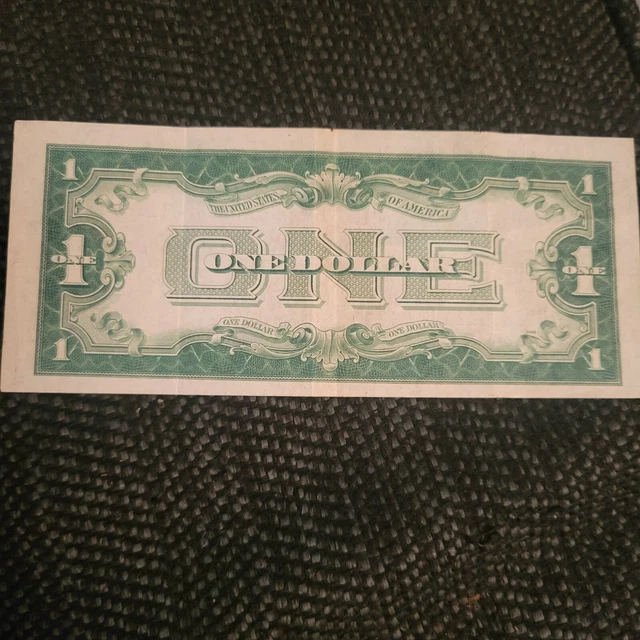 1 1
THE UNITED STATES OF AMERICA
ONE
ONE DOLLAR
1 ONE 1 ONE
ONE DOLLAR ONE DOLLAR
1 1